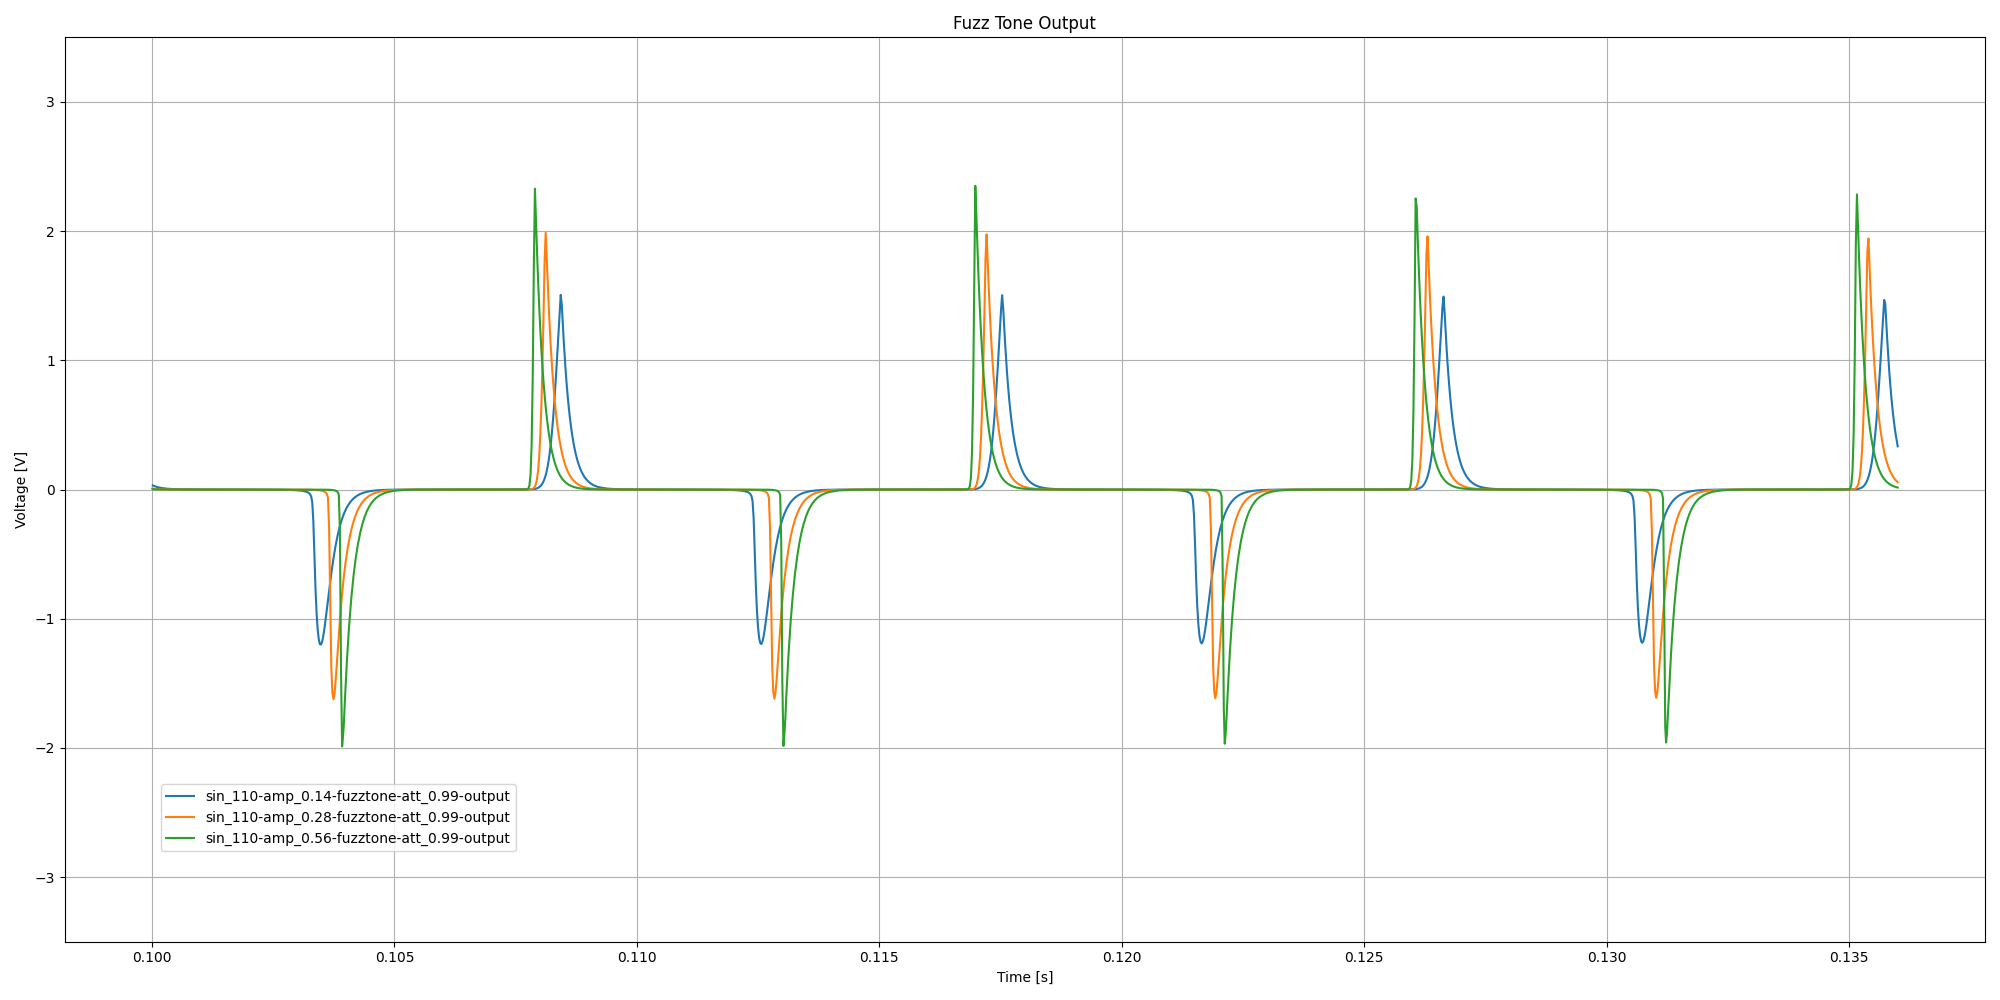 Fuzz Tone Output
Voltage [V]
3
2
1
0
−1
−2
−3
sin_110-amp_0.14-fuzztone-att_0.99-output
sin_110-amp_0.28-fuzztone-att_0.99-output
sin_110-amp_0.56-fuzztone-att_0.99-output
0.100 0.105 0.110 0.115 0.120 0.125 0.130 0.135
Time [s]